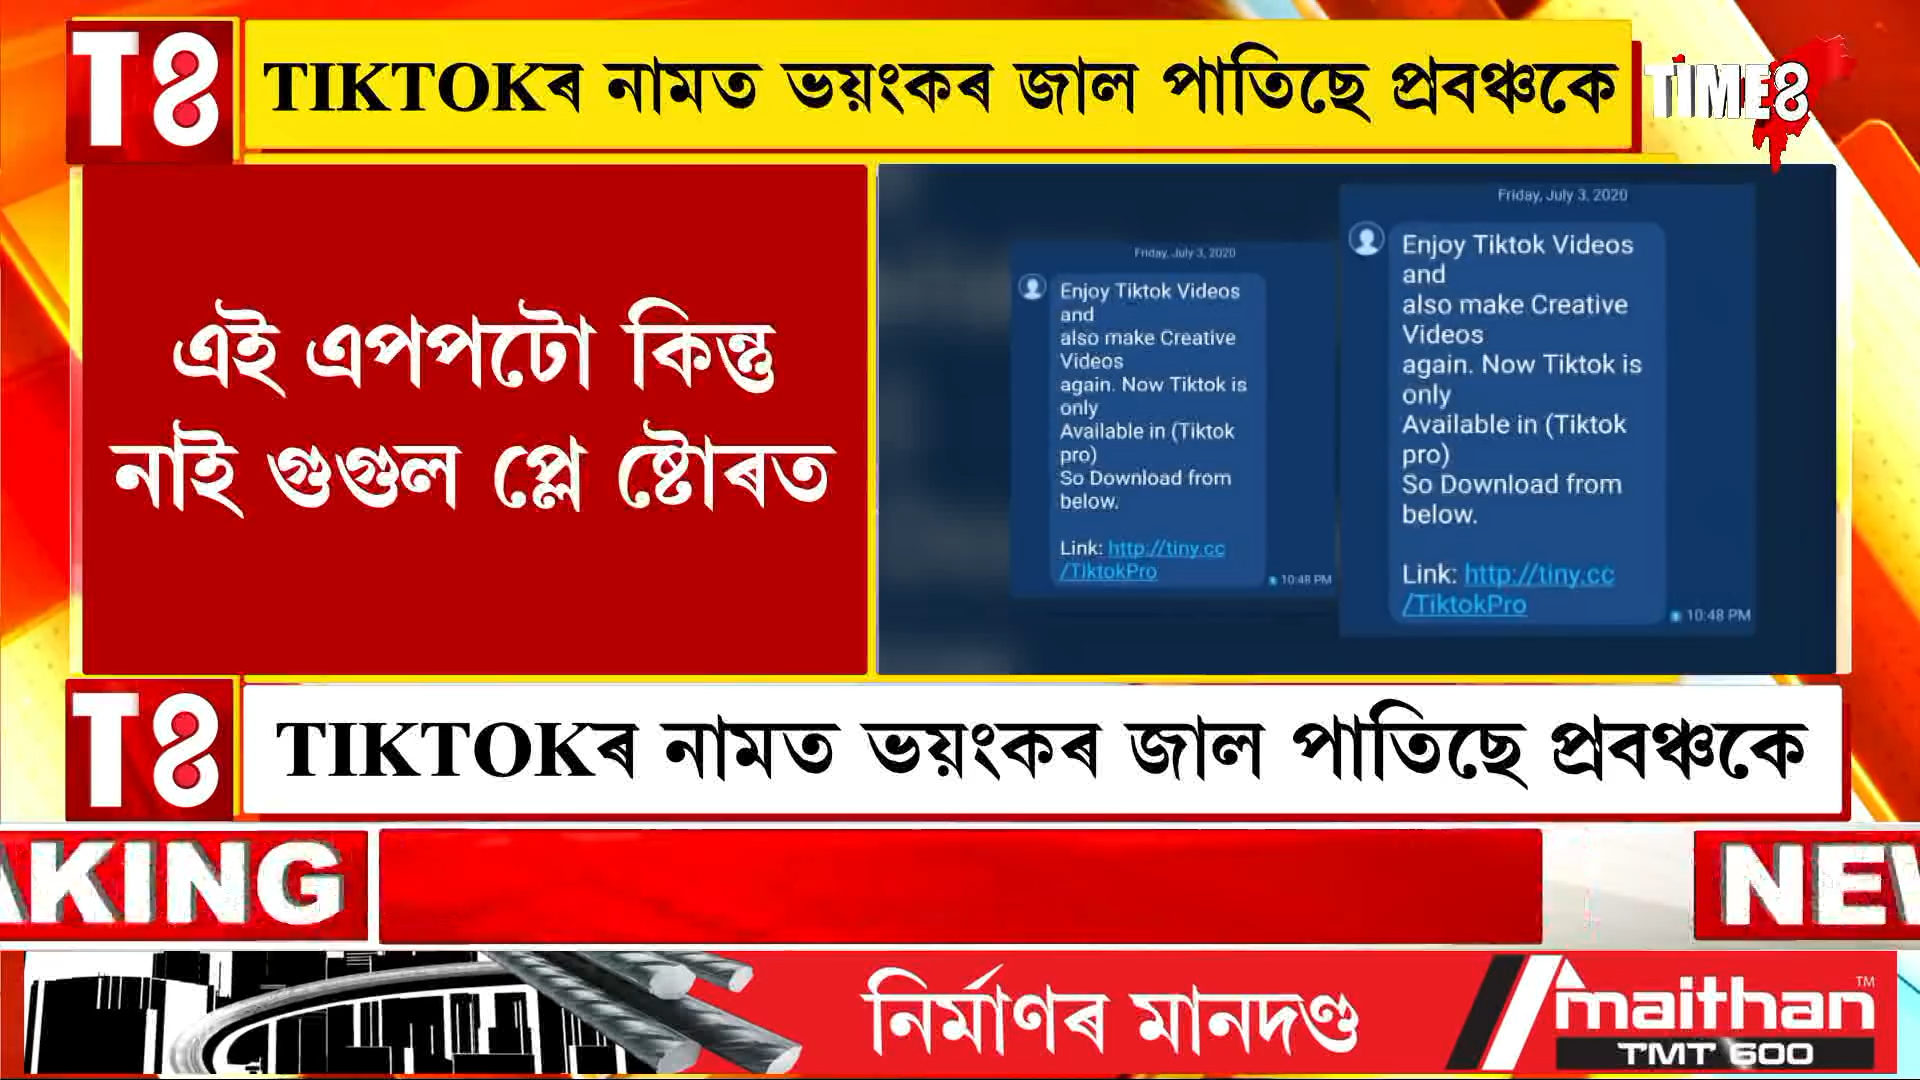 T8
TIKTOKৰ নামত ভয়ংকৰ জাল পাতিছে প্ৰবঞ্চকে
TIME8
এই এপপটো কিন্তু
নাই গুগুল প্লে ষ্টোৰত
Friday, July 3, 2020
Enjoy Tiktok Videos
and
also make Creative
Videos
again. Now Tiktok is
only
Available in (Tiktok
pro)
So Download from
below.
Link: http://tiny.cc
/TiktokPro
10:48 PM
Friday, July 3, 2020
Enjoy Tiktok Videos
and
also make Creative
Videos
again. Now Tiktok is
only
Available in (Tiktok
pro)
So Download from
below.
Link: http://tiny.cc
/TiktokPro
10:48 PM
T8
TIKTOKৰ নামত ভয়ংকৰ জাল পাতিছে প্ৰবঞ্চকে
AKING
NEW
নিৰ্মাণৰ মানদণ্ড
maithan™
TMT 600